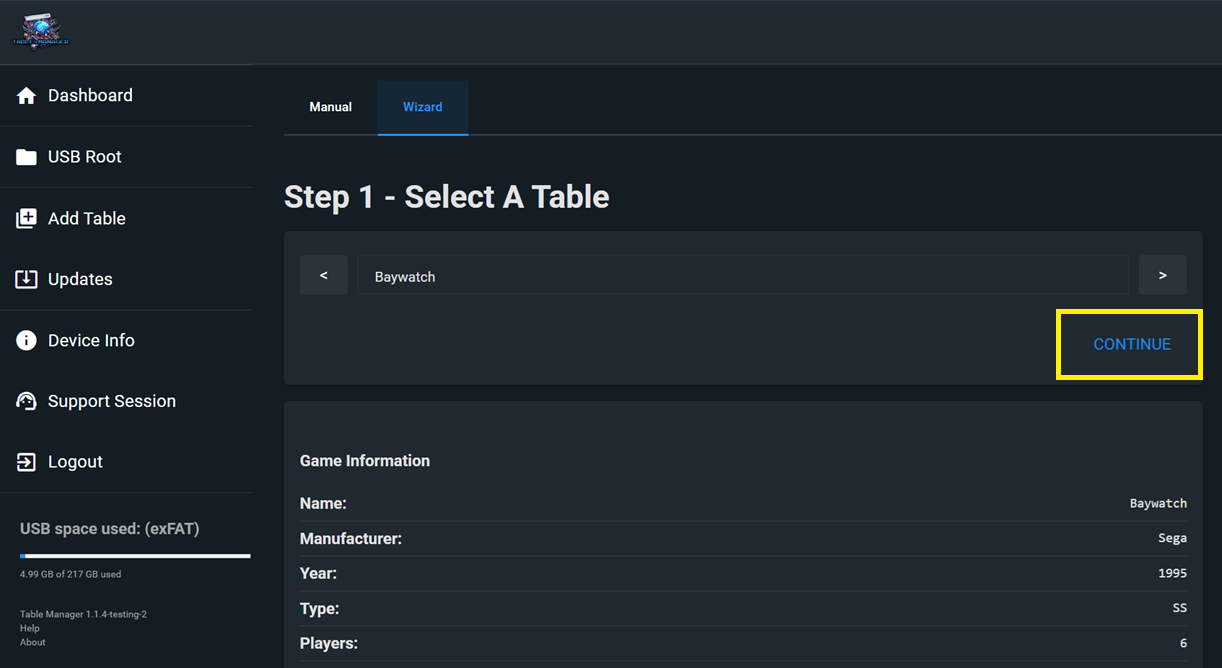 TABLE MANAGER
Dashboard
USB Root
Add Table
Updates
Device Info
Support Session
Logout
USB space used: (exFAT)
4.99 GB of 217 GB used
Table Manager 1.1.4-testing-2
Help
About
Manual Wizard
Step 1 - Select A Table
< Baywatch >
CONTINUE
Game Information
Name: Baywatch
Manufacturer: Sega
Year: 1995
Type: SS
Players: 6